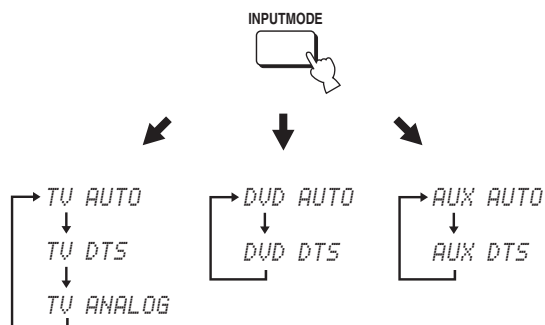 INPUTMODE
TV AUTO
TV DTS
TV ANALOG
DVD AUTO
DVD DTS
AUX AUTO
AUX DTS